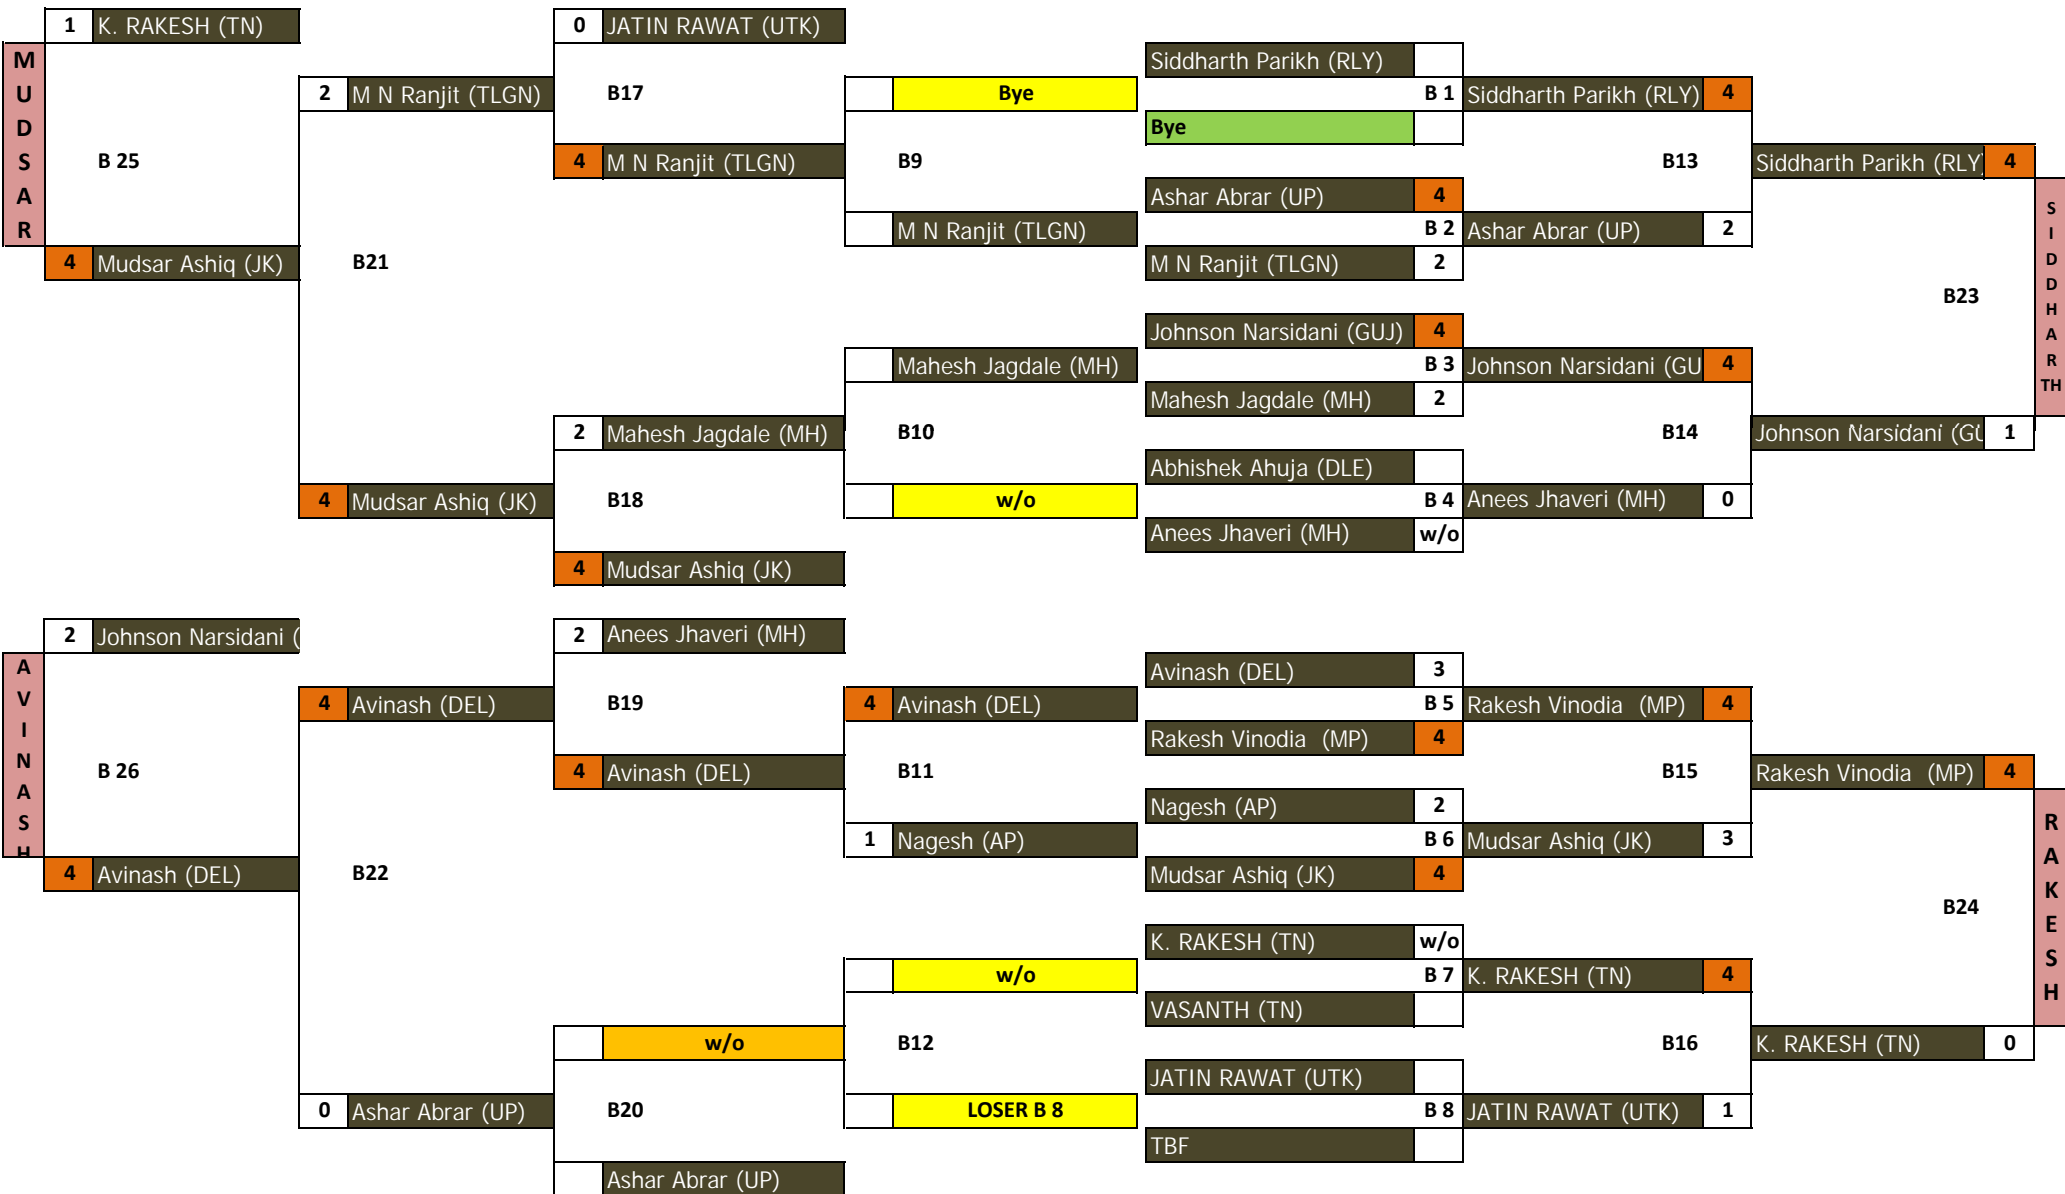 1 K. RAKESH (TN) 0 JATIN RAWAT (UTK)
Siddharth Parikh (RLY)
2 M N Ranjit (TLGN) B17 Bye B 1 Siddharth Parikh (RLY) 4
Bye
B 25 4 M N Ranjit (TLGN) B9 B13 Siddharth Parikh (RLY) 4
Ashar Abrar (UP) 4
M N Ranjit (TLGN) B 2 Ashar Abrar (UP) 2
4 Mudsar Ashiq (JK) B21 M N Ranjit (TLGN) 2
B23
Johnson Narsidani (GUJ) 4
Mahesh Jagdale (MH) B 3 Johnson Narsidani (GU 4
Mahesh Jagdale (MH) 2
2 Mahesh Jagdale (MH) B10 B14 Johnson Narsidani (GU 1
Abhishek Ahuja (DLE)
4 Mudsar Ashiq (JK) B18 w/o B 4 Anees Jhaveri (MH) 0
Anees Jhaveri (MH) w/o
4 Mudsar Ashiq (JK)
MUDSAR
SIDDHARTH
2 Johnson Narsidani ( 2 Anees Jhaveri (MH)
Avinash (DEL) 3
4 Avinash (DEL) B19 4 Avinash (DEL) B 5 Rakesh Vinodia (MP) 4
Rakesh Vinodia (MP) 4
B 26 4 Avinash (DEL) B11 B15 Rakesh Vinodia (MP) 4
Nagesh (AP) 2
1 Nagesh (AP) B 6 Mudsar Ashiq (JK) 3
4 Avinash (DEL) B22 Mudsar Ashiq (JK) 4
B24
K. RAKESH (TN) w/o
w/o B 7 K. RAKESH (TN) 4
VASANTH (TN)
w/o B12 B16 K. RAKESH (TN) 0
JATIN RAWAT (UTK)
0 Ashar Abrar (UP) B20 LOSER B 8 B 8 JATIN RAWAT (UTK) 1
TBF
Ashar Abrar (UP)
AVINASH
RAKESH